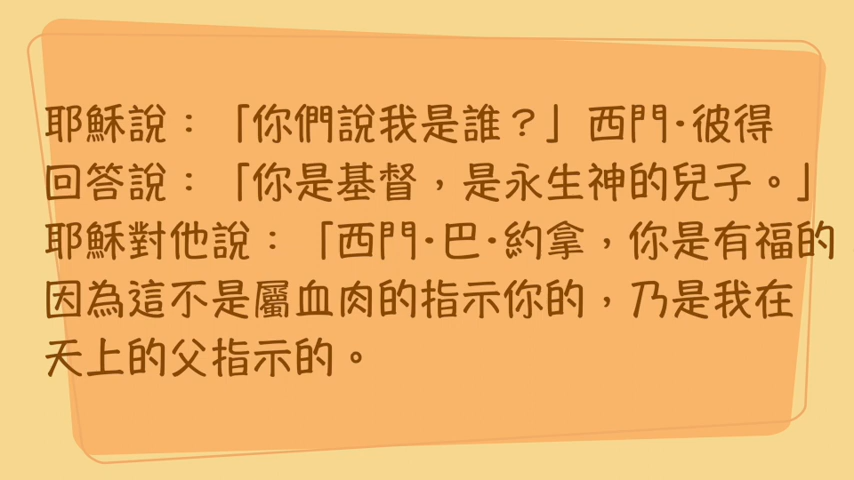 耶穌說：「你們說我是誰？」西門·彼得
回答說：「你是基督，是永生神的兒子。」
耶穌對他說：「西門·巴·約拿，你是有福的
因為這不是屬血肉的指示你的，乃是我在
天上的父指示的。